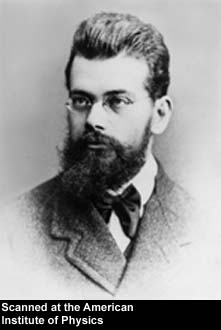 Scanned at the American
Institute of Physics